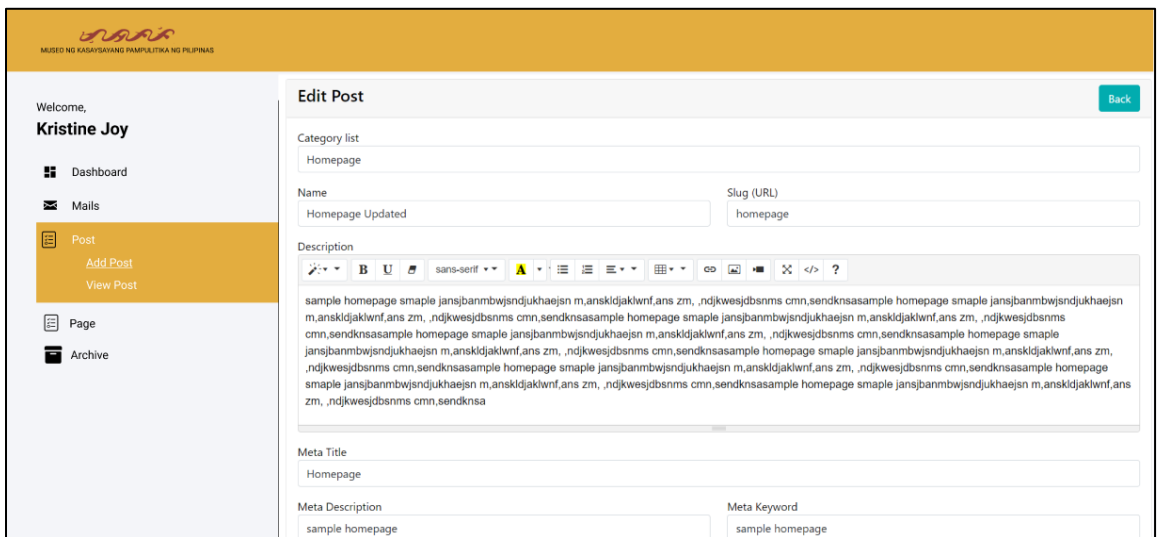 MUSEO NG KASAYSAYANG PAMPULITIKA NG PILIPINAS
Welcome,
Kristine Joy
Dashboard
Mails
Post
Add Post
View Post
Page
Archive
Edit Post
Back
Category list
Homepage
Name
Slug (URL)
Homepage Updated
homepage
Description
B U sans-serif A </> ?
sample homepage smaple jansjbanmbwjsndjukhaejsn m,anskldjaklwnf,ans zm, ,ndjkwesjdbsnms cmn,sendknsasample homepage smaple jansjbanmbwjsndjukhaejsn
m,anskldjaklwnf,ans zm, ,ndjkwesjdbsnms cmn,sendknsasample homepage smaple jansjbanmbwjsndjukhaejsn m,anskldjaklwnf,ans zm, ,ndjkwesjdbsnms
cmn,sendknsasample homepage smaple jansjbanmbwjsndjukhaejsn m,anskldjaklwnf,ans zm, ,ndjkwesjdbsnms cmn,sendknsasample homepage smaple
jansjbanmbwjsndjukhaejsn m,anskldjaklwnf,ans zm, ,ndjkwesjdbsnms cmn,sendknsasample homepage smaple jansjbanmbwjsndjukhaejsn m,anskldjaklwnf,ans zm,
,ndjkwesjdbsnms cmn,sendknsasample homepage smaple jansjbanmbwjsndjukhaejsn m,anskldjaklwnf,ans zm, ,ndjkwesjdbsnms cmn,sendknsasample homepage
smaple jansjbanmbwjsndjukhaejsn m,anskldjaklwnf,ans zm, ,ndjkwesjdbsnms cmn,sendknsasample homepage smaple jansjbanmbwjsndjukhaejsn m,anskldjaklwnf,ans
zm, ,ndjkwesjdbsnms cmn,sendknsa
Meta Title
Homepage
Meta Description
Meta Keyword
sample homepage
sample homepage